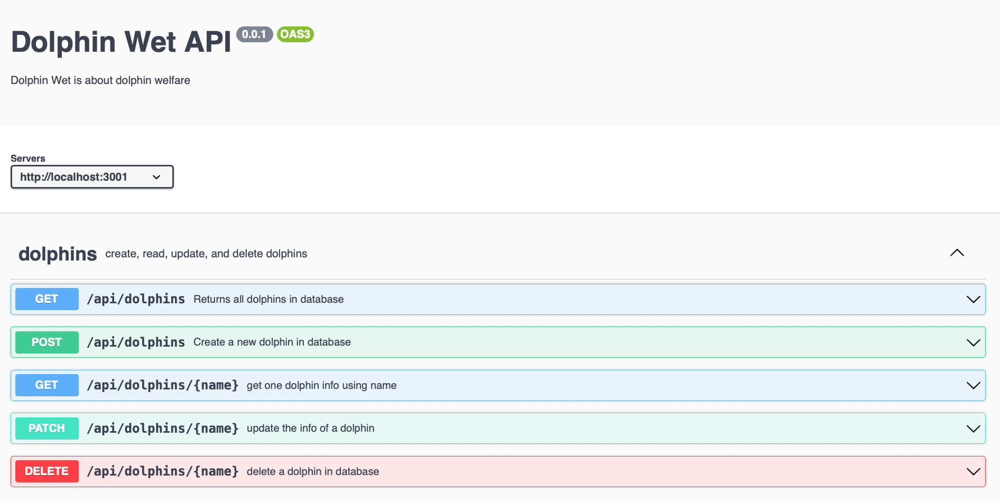 Dolphin Wet API 0.0.1 OAS3
Dolphin Wet is about dolphin welfare
Servers
http://localhost:3001
dolphins create, read, update, and delete dolphins
GET /api/dolphins Returns all dolphins in database
POST /api/dolphins Create a new dolphin in database
GET /api/dolphins/{name} get one dolphin info using name
PATCH /api/dolphins/{name} update the info of a dolphin
DELETE /api/dolphins/{name} delete a dolphin in database